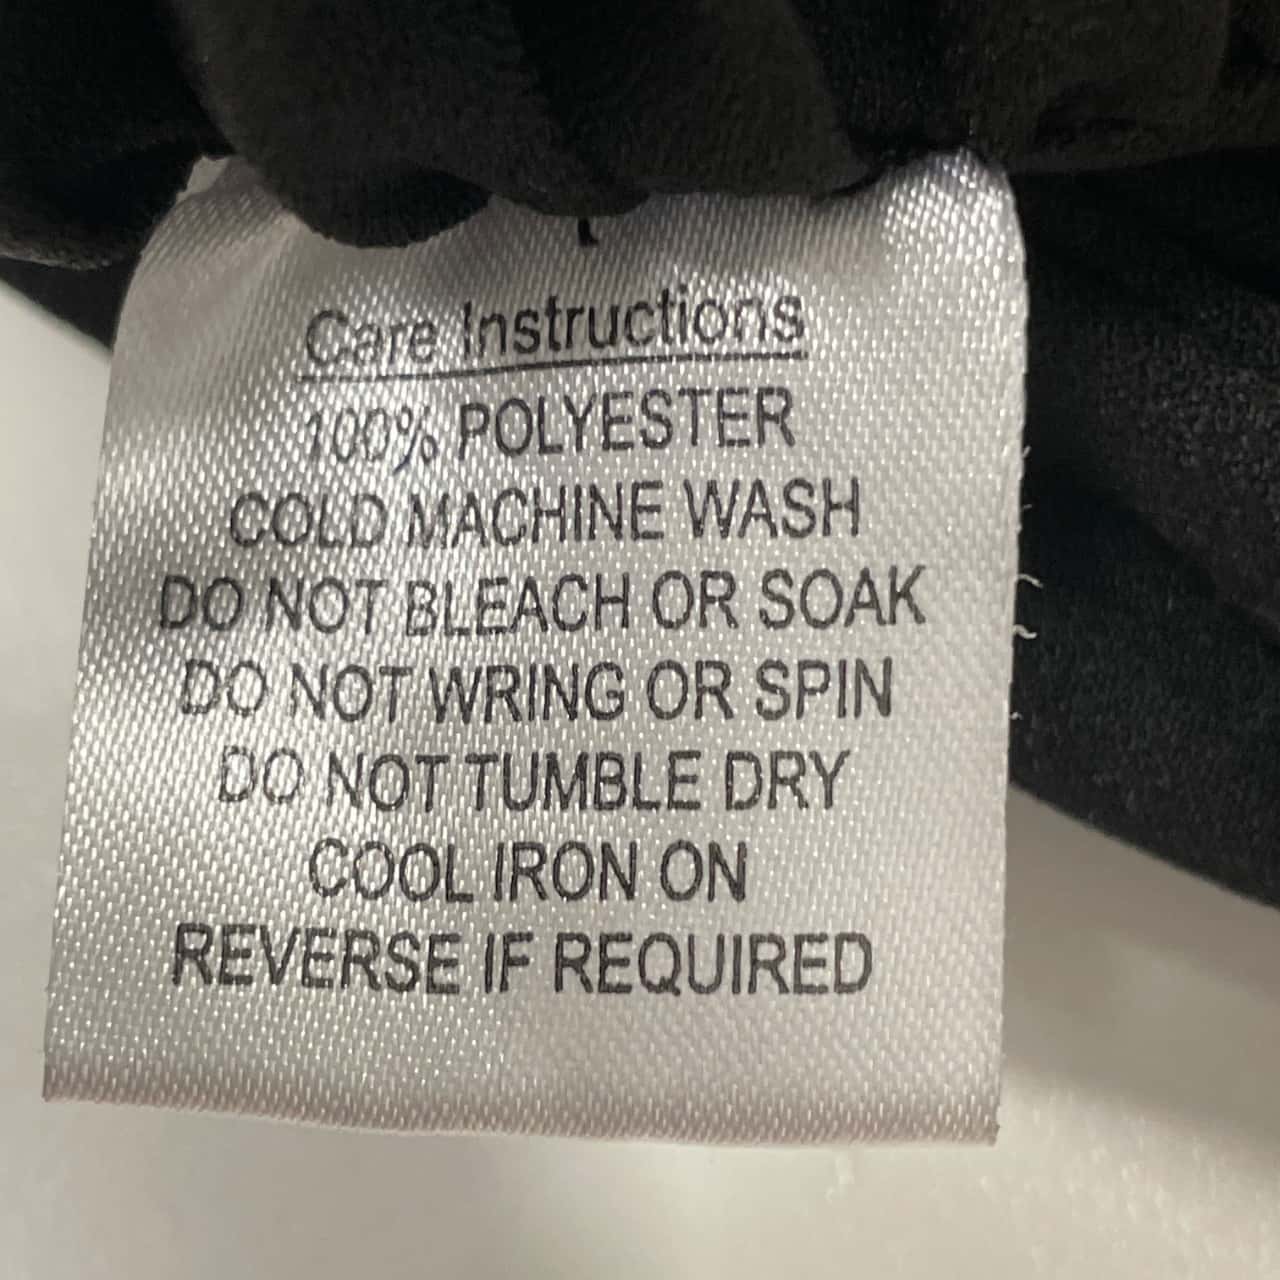 Care Instructions
100% POLYESTER
COLD MACHINE WASH
DO NOT BLEACH OR SOAK
DO NOT WRING OR SPIN
DO NOT TUMBLE DRY
COOL IRON ON
REVERSE IF REQUIRED